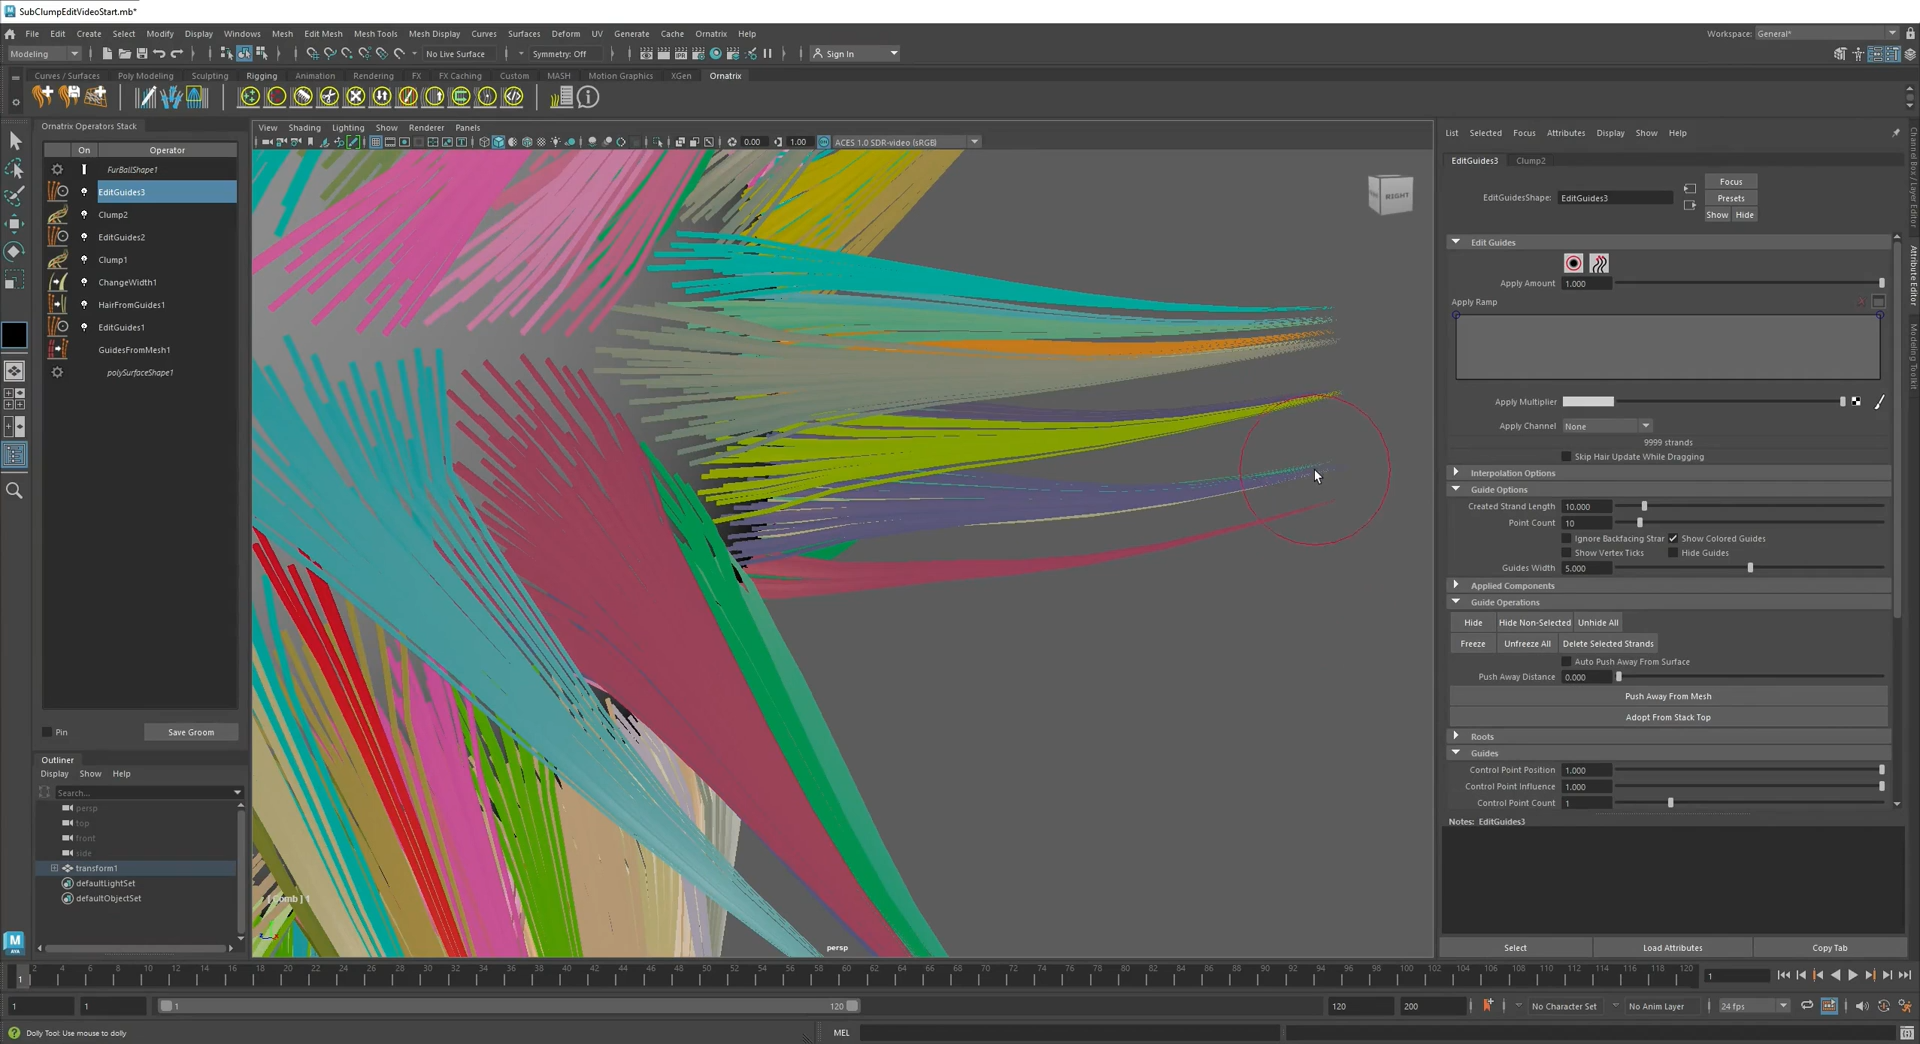 SubClumpEditVideoStart.mb*
File Edit Create Select Modify Display Windows Mesh Edit Mesh Mesh Tools Mesh Display Curves Surfaces Deform UV Generate Cache Ornatrix Help
Workspace: General*
Modeling No Live Surface Symmetry: Off Sign In
Curves / Surfaces Poly Modeling Sculpting Rigging Animation Rendering FX FX Caching Custom MASH Motion Graphics XGen Ornatrix
Ornatrix Operators Stack
On Operator
FurBallShape1
EditGuides3
Clump2
EditGuides2
Clump1
ChangeWidth1
HairFromGuides1
EditGuides1
GuidesFromMesh1
polySurfaceShape1
Pin Save Groom
Outliner
Display Show Help
Search...
persp
top
front
side
transform1
defaultLightSet
defaultObjectSet
View Shading Lighting Show Renderer Panels
0.00 1.00 ACES 1.0 SDR-video (sRGB)
RIGHT
[ Comb ] 1
persp
List Selected Focus Attributes Display Show Help
EditGuides3 Clump2
Focus
EditGuidesShape: EditGuides3
Presets
Show Hide
Edit Guides
Apply Amount 1.000
Apply Ramp
Apply Multiplier
Apply Channel None
9999 strands
Skip Hair Update While Dragging
Interpolation Options
Guide Options
Created Strand Length 10.000
Point Count 10
Ignore Backfacing Strar Show Colored Guides
Show Vertex Ticks Hide Guides
Guides Width 5.000
Applied Components
Guide Operations
Hide Hide Non-Selected Unhide All
Freeze Unfreeze All Delete Selected Strands
Auto Push Away From Surface
Push Away Distance 0.000
Push Away From Mesh
Adopt From Stack Top
Roots
Guides
Control Point Position 1.000
Control Point Influence 1.000
Control Point Count 1
Notes: EditGuides3
Select Load Attributes Copy Tab
Channel Box / Layer Editor
Attribute Editor
Modeling Toolkit
1 2 4 6 8 10 12 14 16 18 20 22 24 26 28 30 32 34 36 38 40 42 44 46 48 50 52 54 56 58 60 62 64 66 68 70 72 74 76 78 80 82 84 86 88 90 92 94 96 98 100 102 104 106 108 110 112 114 116 118 120 1
1 1 1 120 120 200 No Character Set No Anim Layer 24 fps
Dolly Tool: Use mouse to dolly MEL